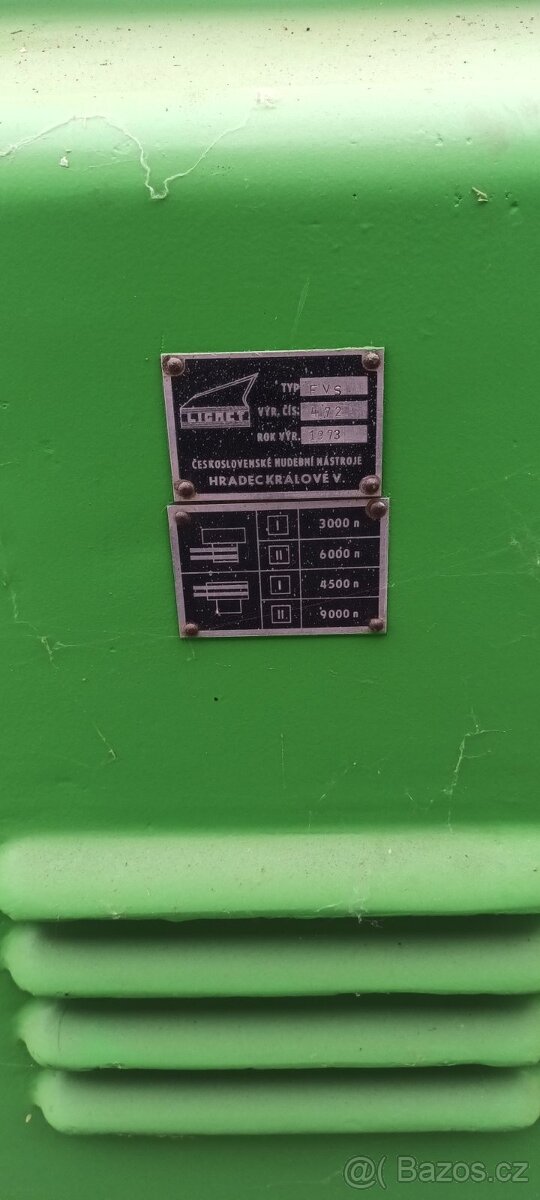 TYP FVS
VÝR. ČÍS. 472
ROK VÝR. 1973
ČESKOSLOVENSKÉ HUDEBNÍ NÁSTROJE
HRADEC KRÁLOVÉ V.
I 3000 n
II 6000 n
I 4500 n
II 9000 n
@( Bazos.cz